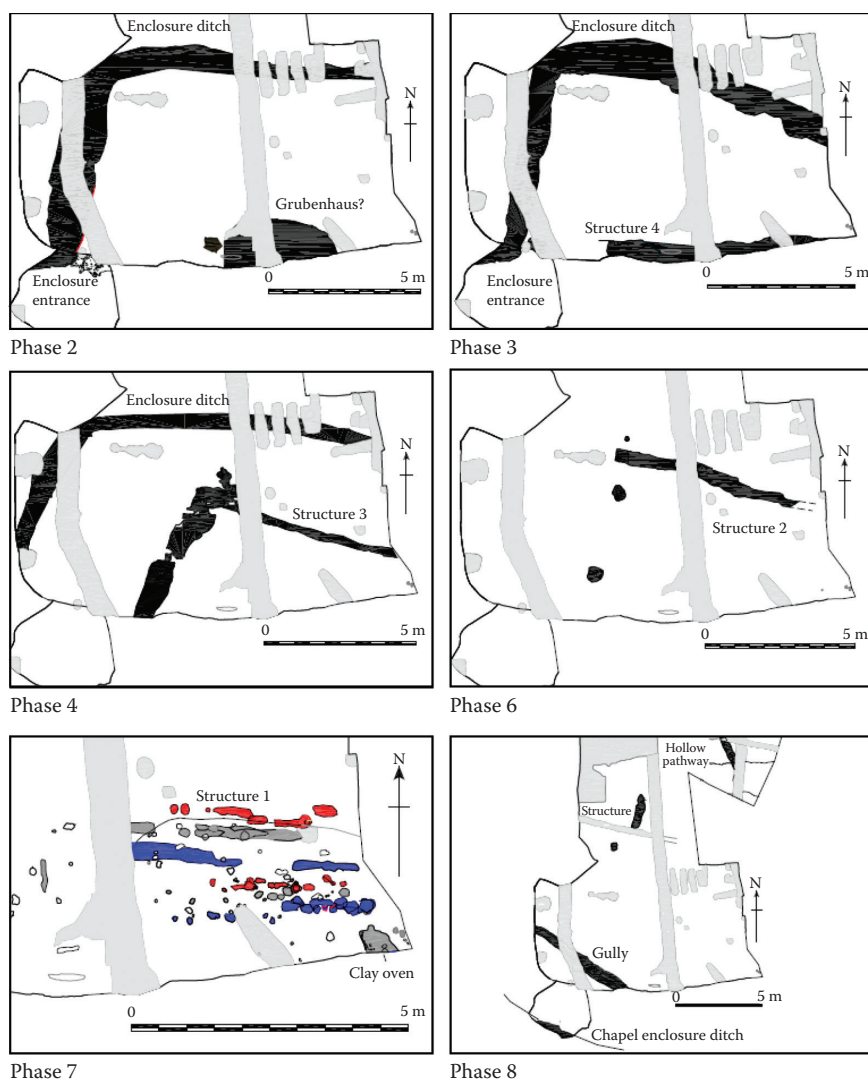 Enclosure ditch
N
Grubenhaus?
Enclosure
entrance
0 5 m
Phase 2
Enclosure ditch
N
Structure 4
Enclosure
entrance
0 5 m
Phase 3
Enclosure ditch
N
Structure 3
0 5 m
Phase 4
N
Structure 2
0 5 m
Phase 6
N
Structure 1
Clay oven
0 5 m
Phase 7
Hollow
pathway
Structure
N
Gully
0 5 m
Chapel enclosure ditch
Phase 8